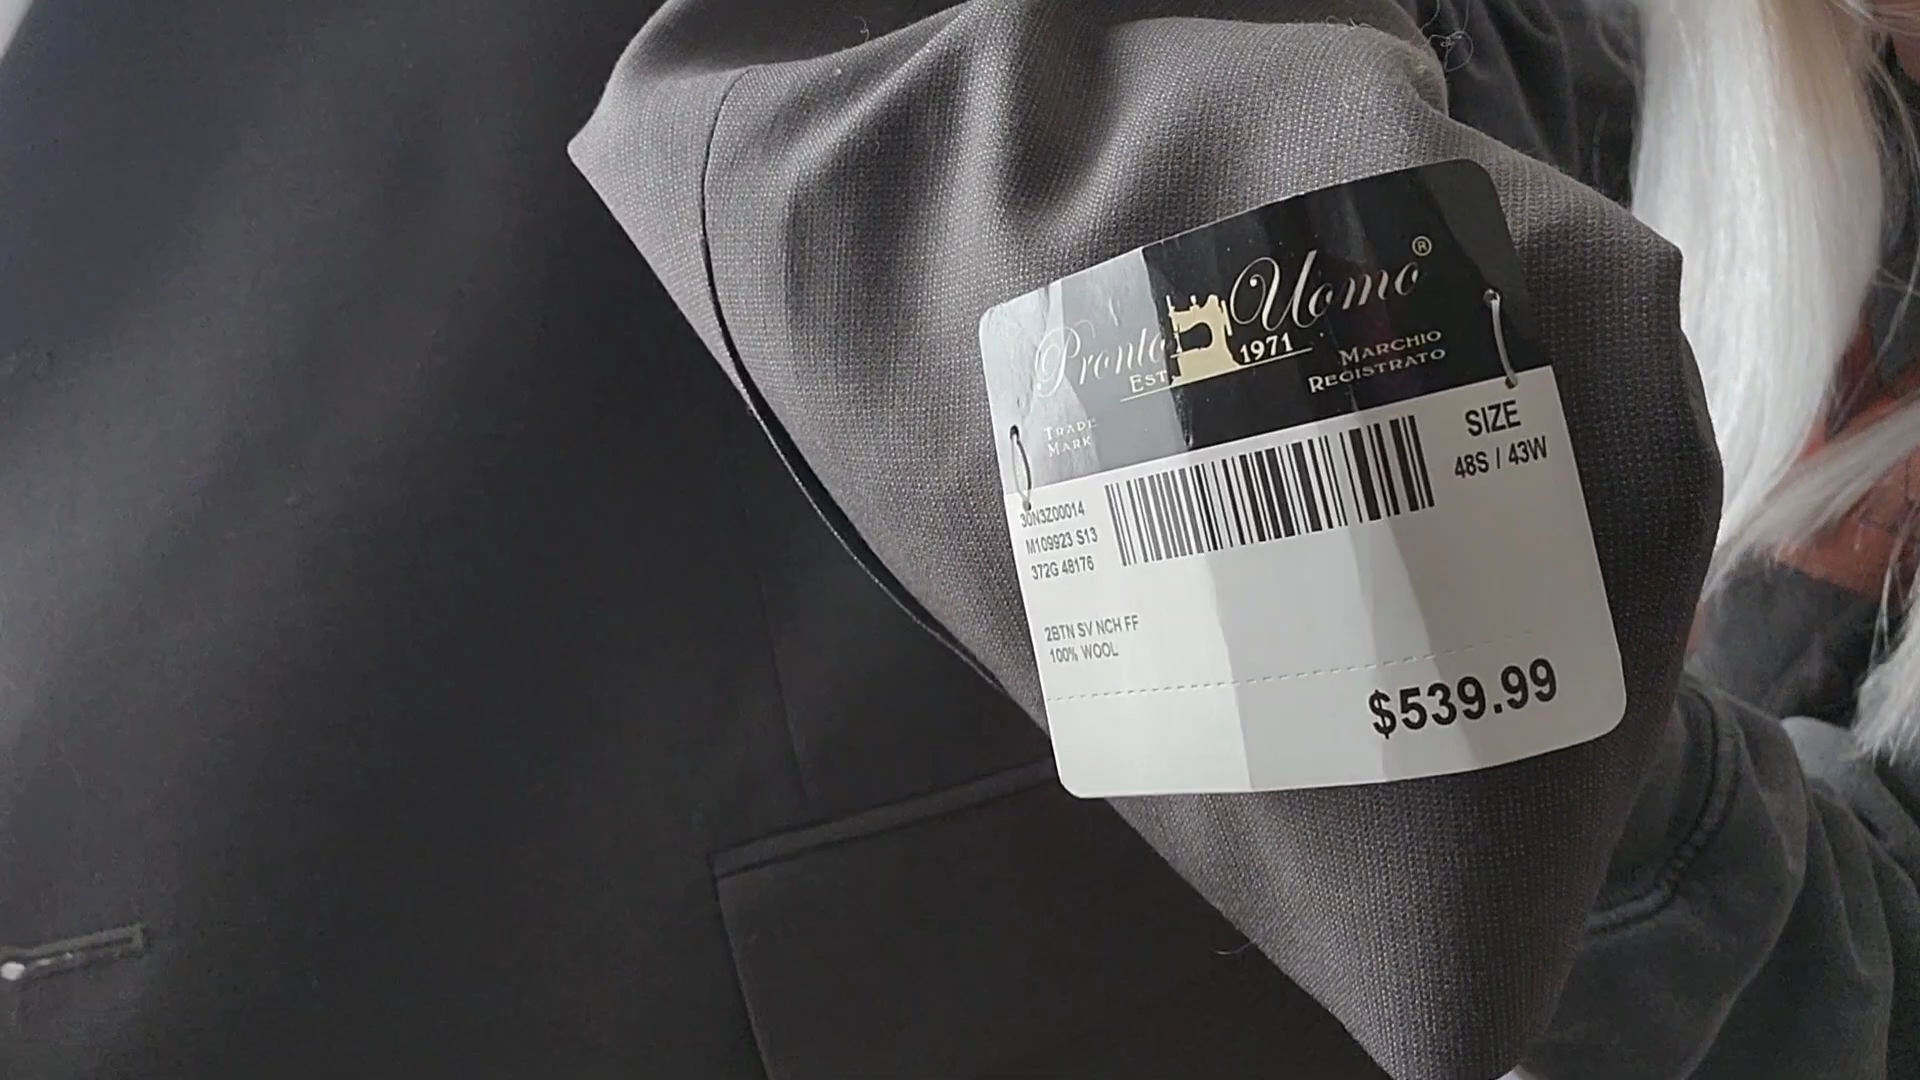 Pronto Uomo®
EST 1971
MARCHIO
REGISTRATO
TRADE
MARK
SIZE
48S / 43W
30N3Z00014
M109923 S13
372G 48176
2BTN SV NCH FF
100% WOOL
$539.99